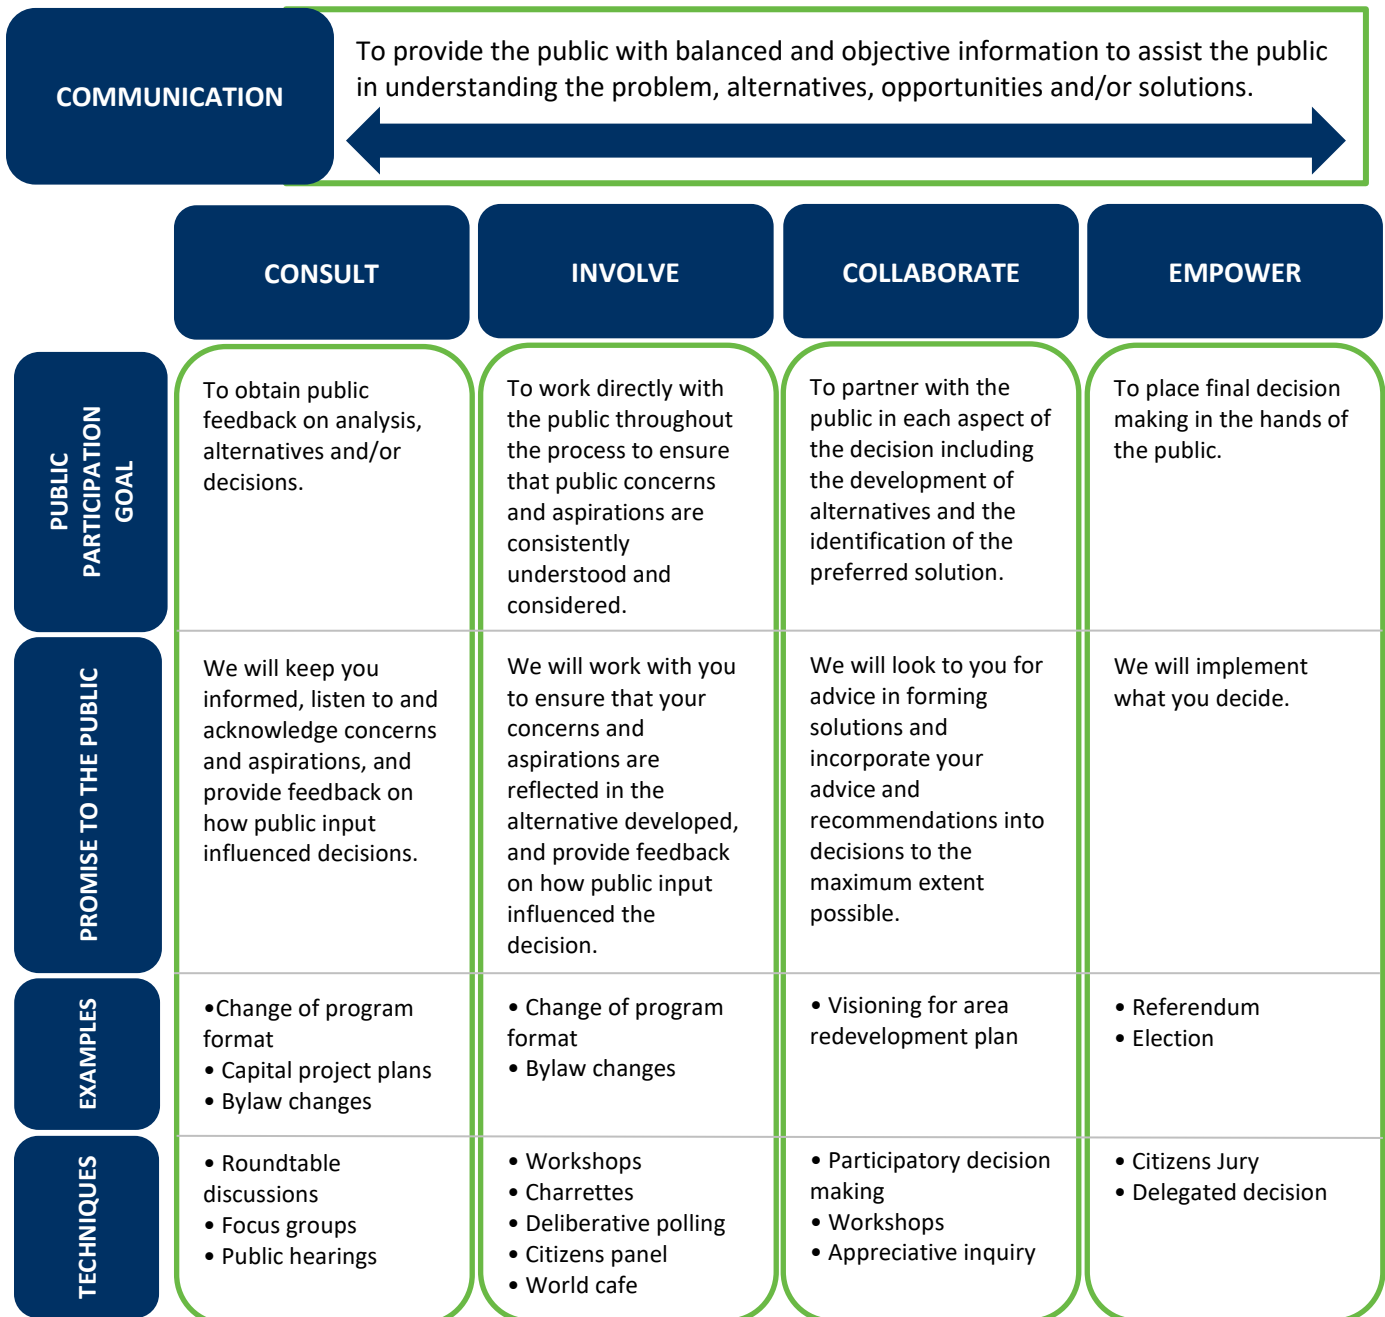 COMMUNICATION
To provide the public with balanced and objective information to assist the public
in understanding the problem, alternatives, opportunities and/or solutions.
CONSULT
INVOLVE
COLLABORATE
EMPOWER
PUBLIC
PARTICIPATION
GOAL
To obtain public
feedback on analysis,
alternatives and/or
decisions.
To work directly with
the public throughout
the process to ensure
that public concerns
and aspirations are
consistently
understood and
considered.
To partner with the
public in each aspect of
the decision including
the development of
alternatives and the
identification of the
preferred solution.
To place final decision
making in the hands of
the public.
PROMISE TO THE PUBLIC
We will keep you
informed, listen to and
acknowledge concerns
and aspirations, and
provide feedback on
how public input
influenced decisions.
We will work with you
to ensure that your
concerns and
aspirations are
reflected in the
alternative developed,
and provide feedback
on how public input
influenced the
decision.
We will look to you for
advice in forming
solutions and
incorporate your
advice and
recommendations into
decisions to the
maximum extent
possible.
We will implement
what you decide.
EXAMPLES
•Change of program
format
• Capital project plans
• Bylaw changes
• Change of program
format
• Bylaw changes
• Visioning for area
redevelopment plan
• Referendum
• Election
TECHNIQUES
• Roundtable
discussions
• Focus groups
• Public hearings
• Workshops
• Charrettes
• Deliberative polling
• Citizens panel
• World cafe
• Participatory decision
making
• Workshops
• Appreciative inquiry
• Citizens Jury
• Delegated decision